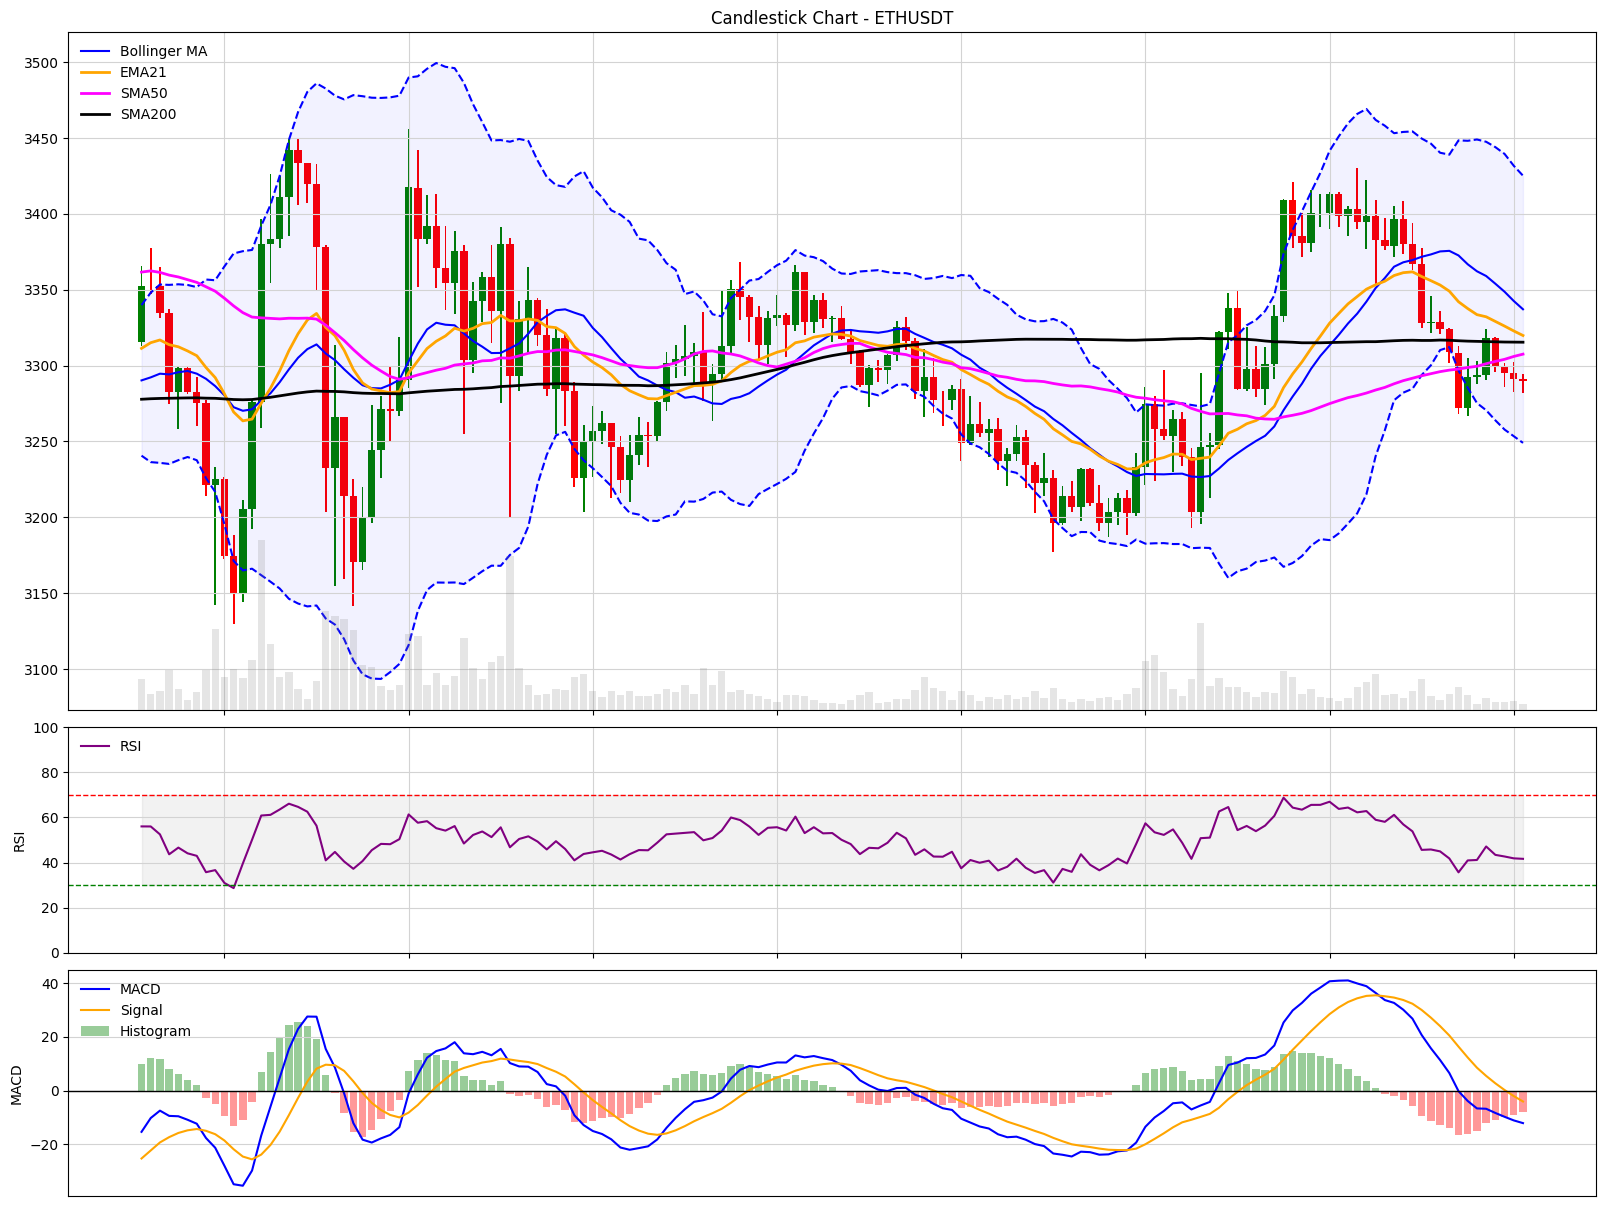 Candlestick Chart - ETHUSDT
Bollinger MA
EMA21
SMA50
SMA200
3500
3450
3400
3350
3300
3250
3200
3150
3100
RSI
100
80
60
40
20
0
RSI
MACD
Signal
Histogram
40
20
0
−20
MACD